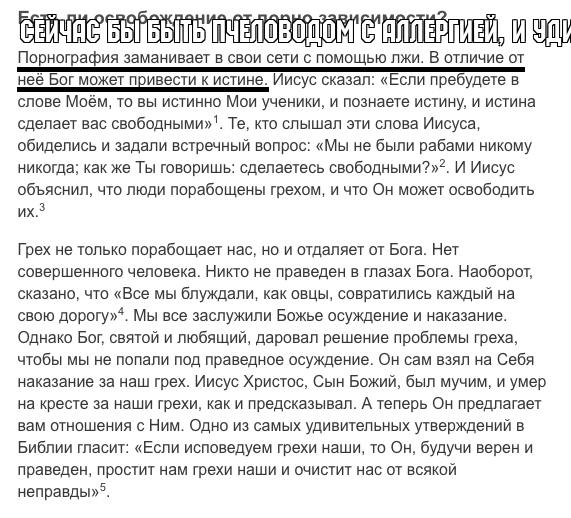 Есть ли освобождение от порно-зависимости?
СЕЙЧАС БЫ БЫТЬ ПЧЕЛОВОДОМ С АЛЛЕРГИЕЙ, И УДИ
Порнография заманивает в свои сети с помощью лжи. В отличие от
неё Бог может привести к истине. Иисус сказал: «Если пребудете в
слове Моём, то вы истинно Мои ученики, и познаете истину, и истина
сделает вас свободными»1. Те, кто слышал эти слова Иисуса,
обиделись и задали встречный вопрос: «Мы не были рабами никому
никогда; как же Ты говоришь: сделаетесь свободными?»2. И Иисус
объяснил, что люди порабощены грехом, и что Он может освободить
их.3
Грех не только порабощает нас, но и отдаляет от Бога. Нет
совершенного человека. Никто не праведен в глазах Бога. Наоборот,
сказано, что «Все мы блуждали, как овцы, совратились каждый на
свою дорогу»4. Мы все заслужили Божье осуждение и наказание.
Однако Бог, святой и любящий, даровал решение проблемы греха,
чтобы мы не попали под праведное осуждение. Он сам взял на Себя
наказание за наш грех. Иисус Христос, Сын Божий, был мучим, и умер
на кресте за наши грехи, как и предсказывал. А теперь Он предлагает
вам отношения с Ним. Одно из самых удивительных утверждений в
Библии гласит: «Если исповедуем грехи наши, то Он, будучи верен и
праведен, простит нам грехи наши и очистит нас от всякой
неправды»5.